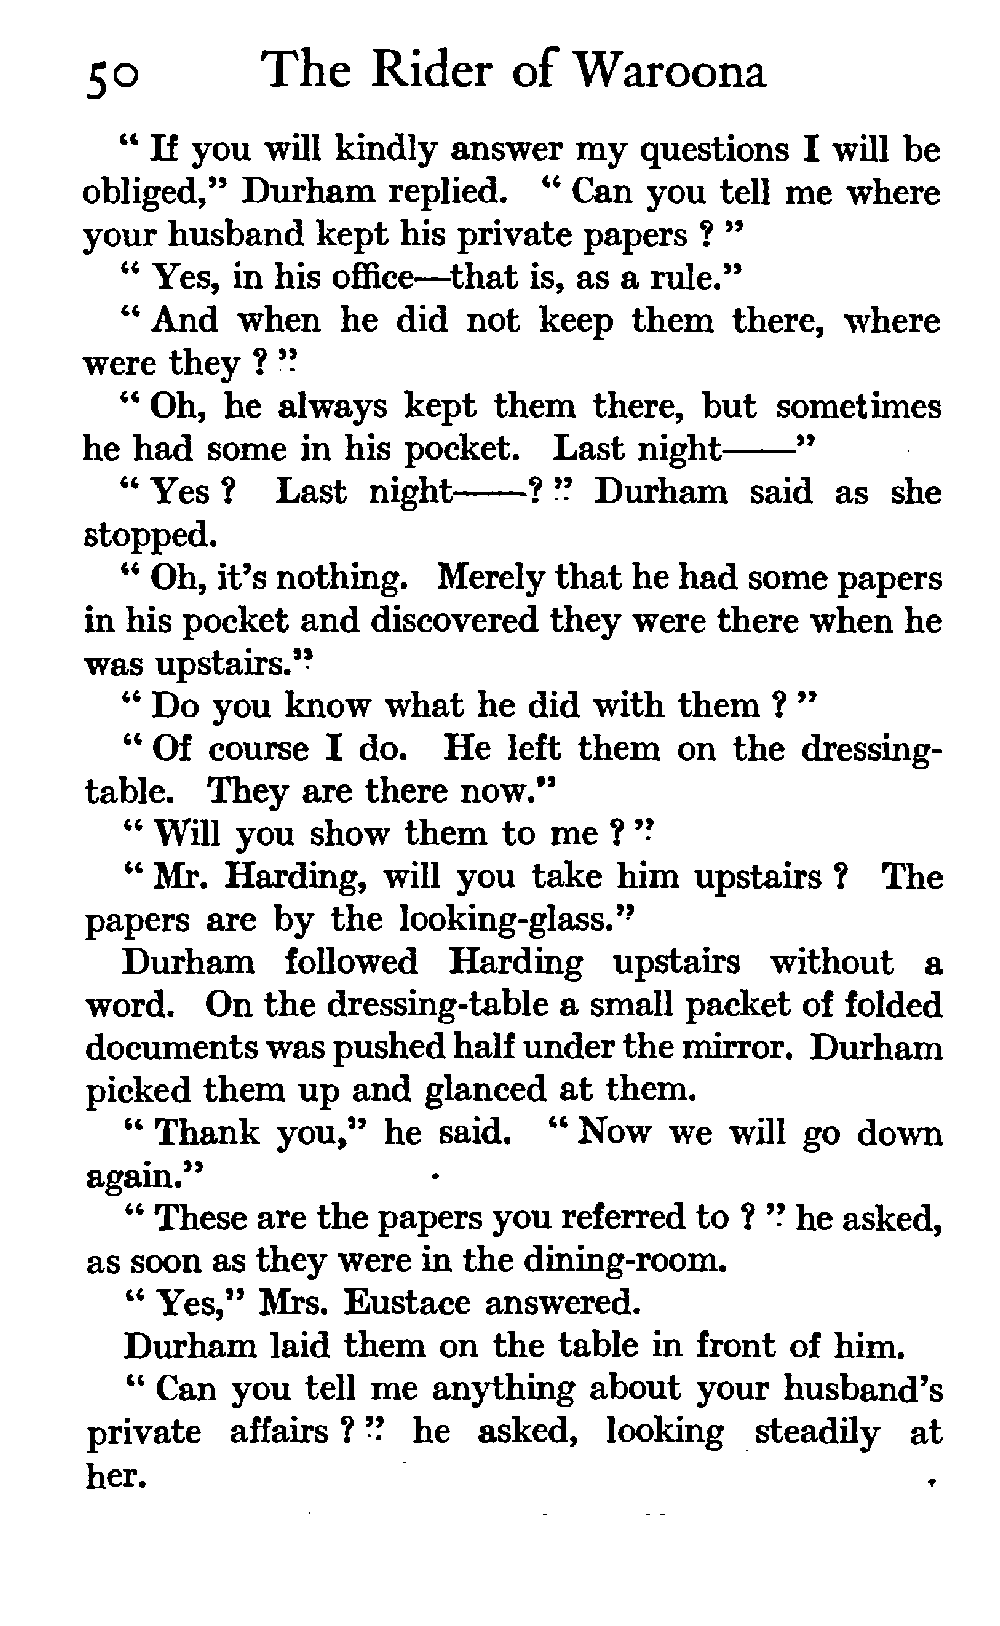 50 The Rider of Waroona
“ If you will kindly answer my questions I will be
obliged,” Durham replied. “ Can you tell me where
your husband kept his private papers ? ”
“ Yes, in his office—that is, as a rule.”
“ And when he did not keep them there, where
were they ? ”
“ Oh, he always kept them there, but sometimes
he had some in his pocket. Last night——”
“ Yes ? Last night——? ” Durham said as she
stopped.
“ Oh, it’s nothing. Merely that he had some papers
in his pocket and discovered they were there when he
was upstairs.”
“ Do you know what he did with them ? ”
“ Of course I do. He left them on the dressing-
table. They are there now.”
“ Will you show them to me ? ”
“ Mr. Harding, will you take him upstairs ? The
papers are by the looking-glass.”
Durham followed Harding upstairs without a
word. On the dressing-table a small packet of folded
documents was pushed half under the mirror. Durham
picked them up and glanced at them.
“ Thank you,” he said. “ Now we will go down
again.”
“ These are the papers you referred to ? ” he asked,
as soon as they were in the dining-room.
“ Yes,” Mrs. Eustace answered.
Durham laid them on the table in front of him.
“ Can you tell me anything about your husband’s
private affairs ? ” he asked, looking steadily at
her.